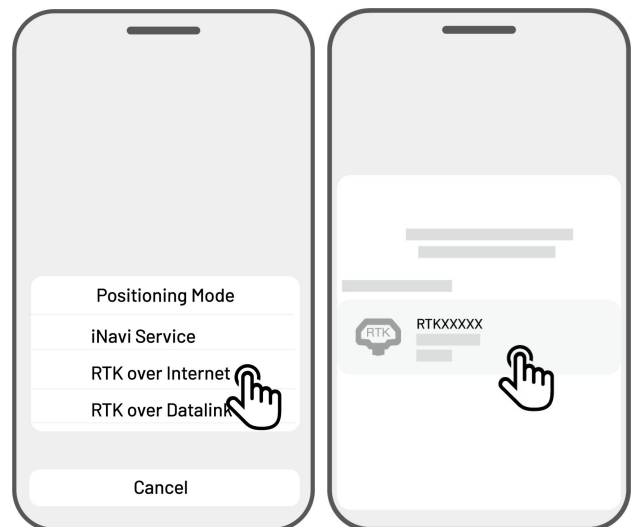 Positioning Mode
iNavi Service
RTK over Internet
RTK over Datalink
Cancel
RTKXXXXX
RTK